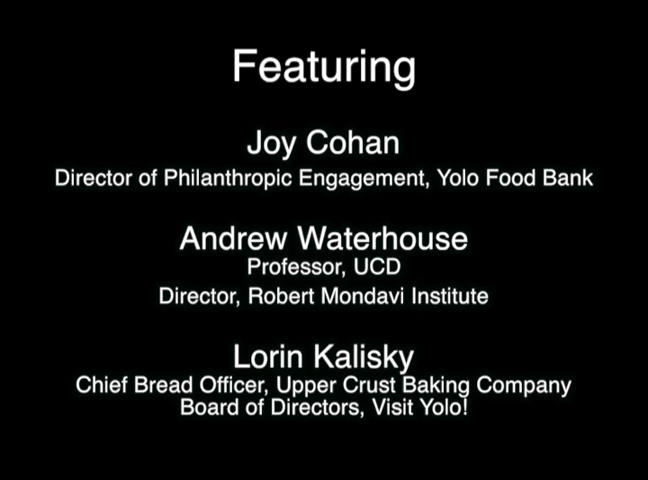 Featuring
Joy Cohan
Director of Philanthropic Engagement, Yolo Food Bank
Andrew Waterhouse
Professor, UCD
Director, Robert Mondavi Institute
Lorin Kalisky
Chief Bread Officer, Upper Crust Baking Company
Board of Directors, Visit Yolo!